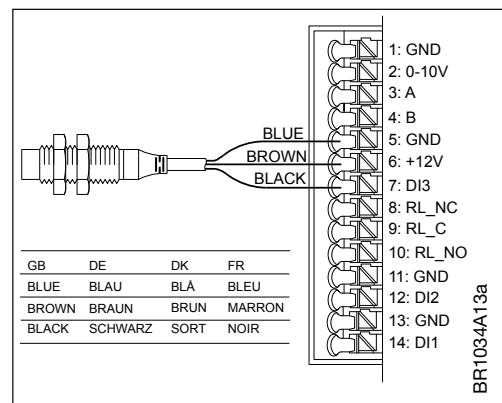 1: GND
2: 0-10V
3: A
4: B
5: GND
6: +12V
7: DI3
8: RL_NC
9: RL_C
10: RL_NO
11: GND
12: DI2
13: GND
14: DI1
BLUE
BROWN
BLACK
GB DE DK FR
BLUE BLAU BLÅ BLEU
BROWN BRAUN BRUN MARRON
BLACK SCHWARZ SORT NOIR
BR1034A13a